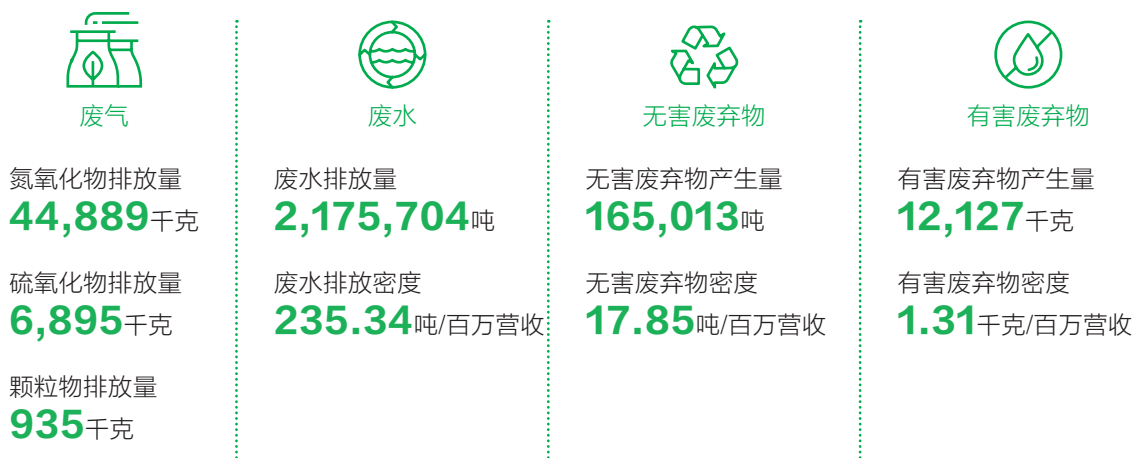 废气
氮氧化物排放量
44,889千克
硫氧化物排放量
6,895千克
颗粒物排放量
935千克
废水
废水排放量
2,175,704吨
废水排放密度
235.34吨/百万营收
无害废弃物
无害废弃物产生量
165,013吨
无害废弃物密度
17.85吨/百万营收
有害废弃物
有害废弃物产生量
12,127千克
有害废弃物密度
1.31千克/百万营收